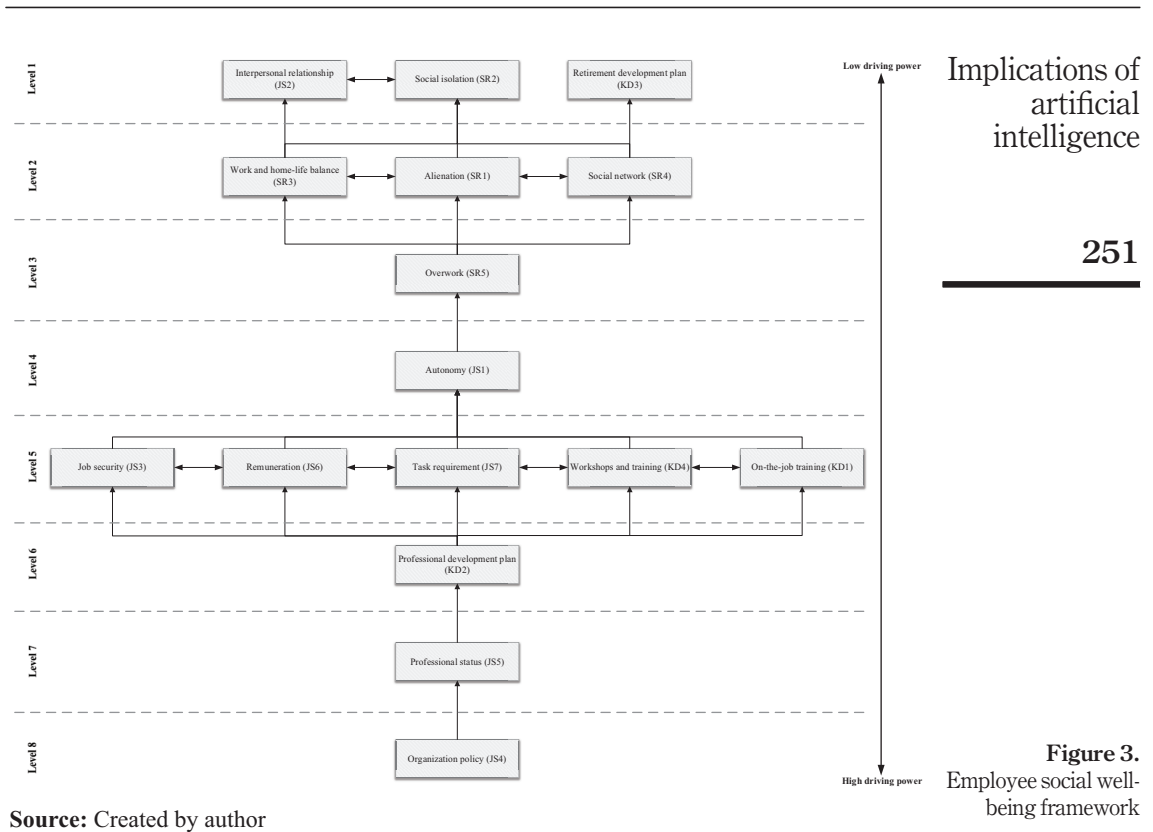 Implications of
artificial
intelligence
251
Level 1
Interpersonal relationship
(JS2)
Social isolation (SR2)
Retirement development plan
(KD3)
Low driving power
Level 2
Work and home-life balance
(SR3)
Alienation (SR1)
Social network (SR4)
Level 3
Overwork (SR5)
Level 4
Autonomy (JS1)
Level 5
Job security (JS3)
Remuneration (JS6)
Task requirement (JS7)
Workshops and training (KD4)
On-the-job training (KD1)
Level 6
Professional development plan
(KD2)
Level 7
Professional status (JS5)
Level 8
Organization policy (JS4)
High driving power
Figure 3.
Employee social well-
being framework
Source: Created by author